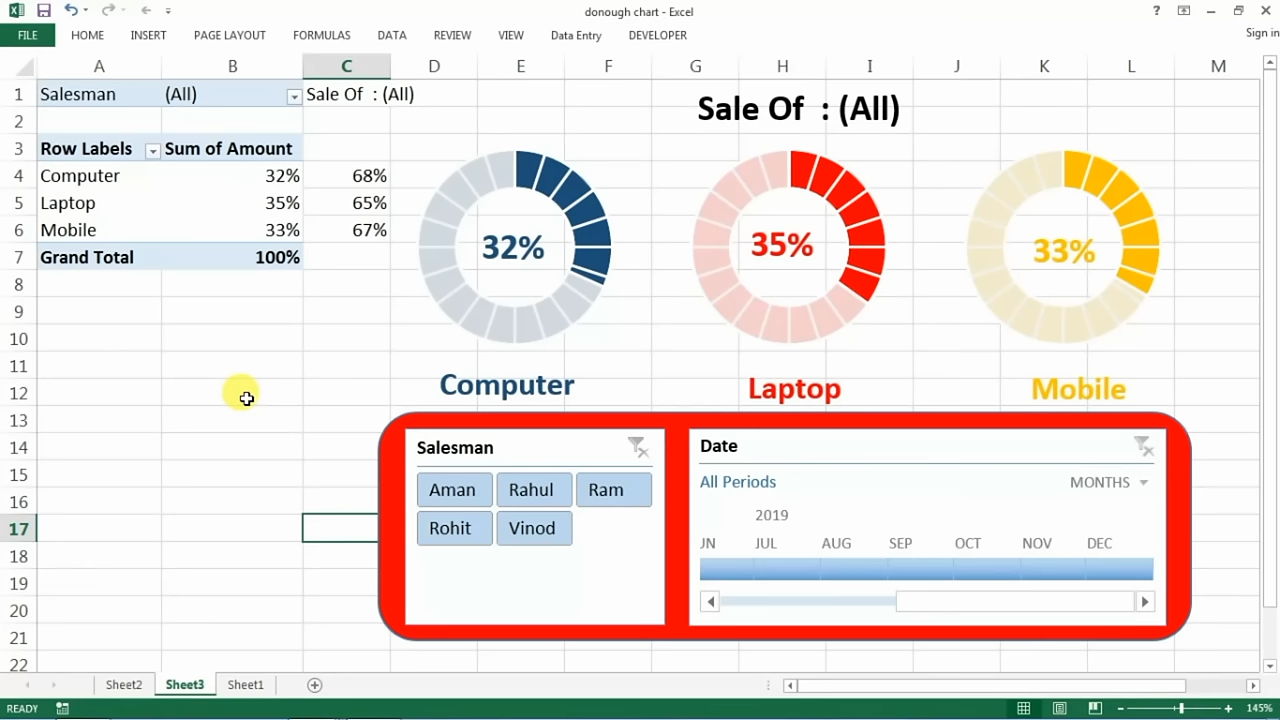 donough chart - Excel
?
Sign in
FILE HOME INSERT PAGE LAYOUT FORMULAS DATA REVIEW VIEW Data Entry DEVELOPER
A B C D E F G H I J K L M
1 Salesman (All) Sale Of : (All)
Sale Of : (All)
2
3 Row Labels Sum of Amount
4 Computer 32% 68%
5 Laptop 35% 65%
6 Mobile 33% 67%
7 Grand Total 100%
32% 35% 33%
8
9
10
11
12
Computer Laptop Mobile
13
14
15
16
17
18
19
20
21
22
Salesman
Aman Rahul Ram
Rohit Vinod
Date
All Periods MONTHS
2019
JN JUL AUG SEP OCT NOV DEC
Sheet2 Sheet3 Sheet1
READY 145%